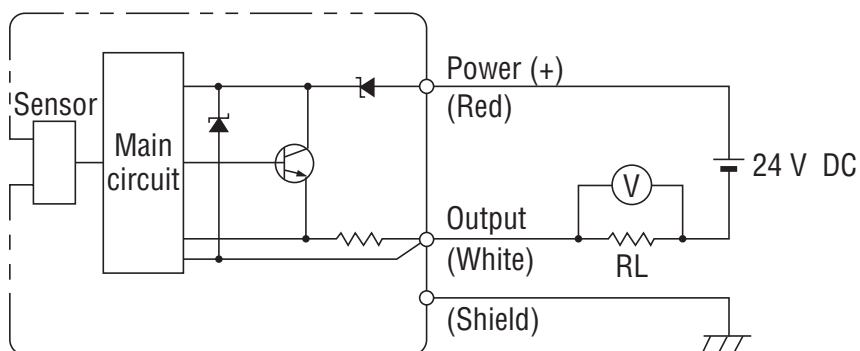 Sensor
Main
circuit
Power (+)
(Red)
V
24 V DC
Output
(White)
RL
(Shield)